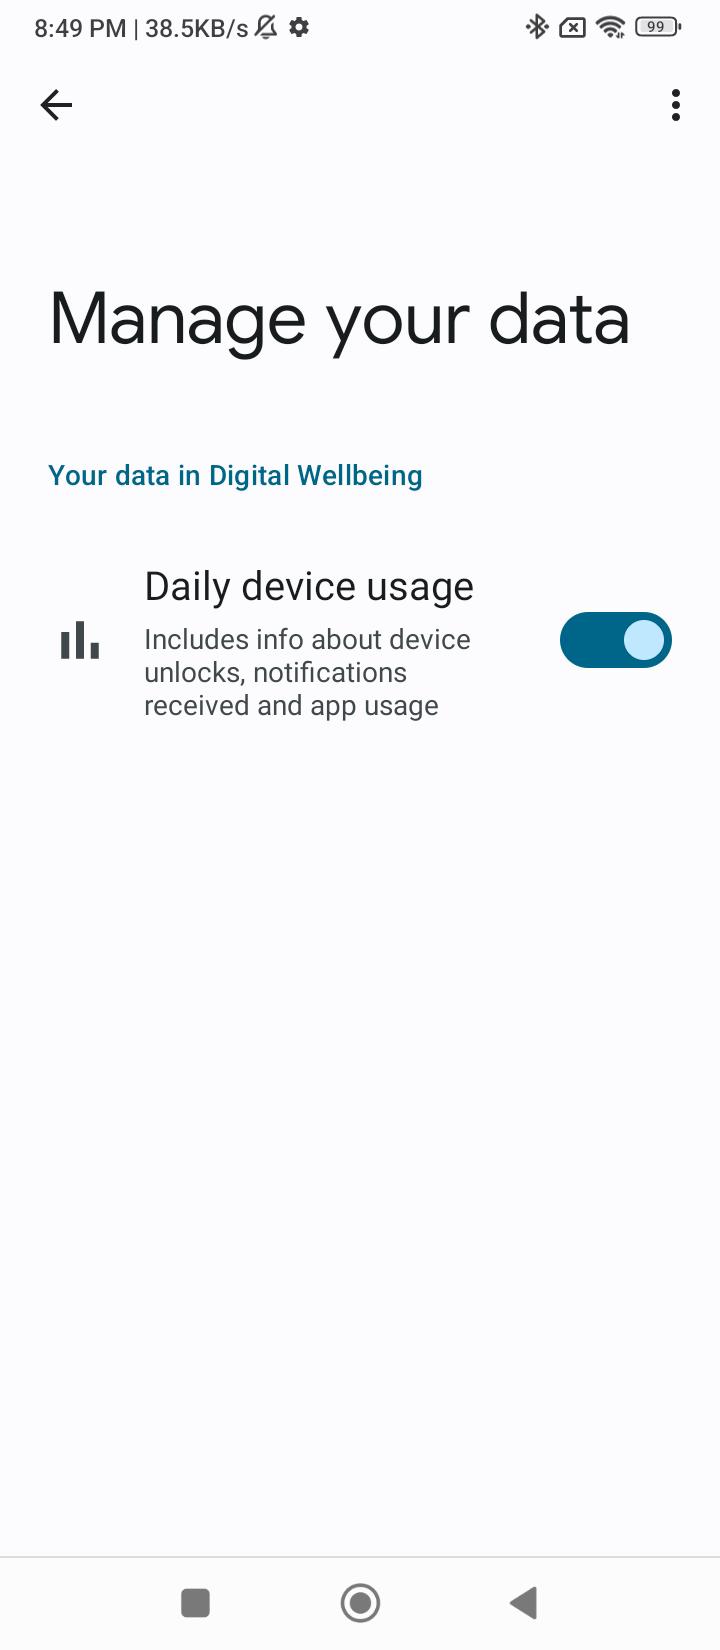 8:49 PM | 38.5KB/s
99
Manage your data
Your data in Digital Wellbeing
Daily device usage
Includes info about device
unlocks, notifications
received and app usage